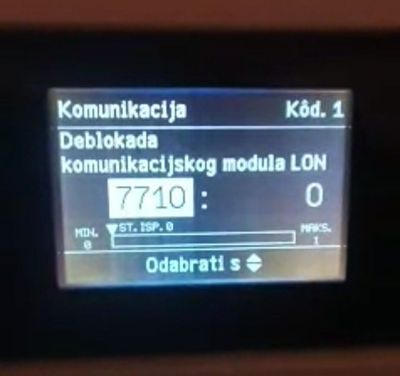 Komunikacija Kôd. 1
Deblokada
komunikacijskog modula LON
7710 : 0
MIN. ST.ISP.0 MAKS.
0 1
Odabrati s